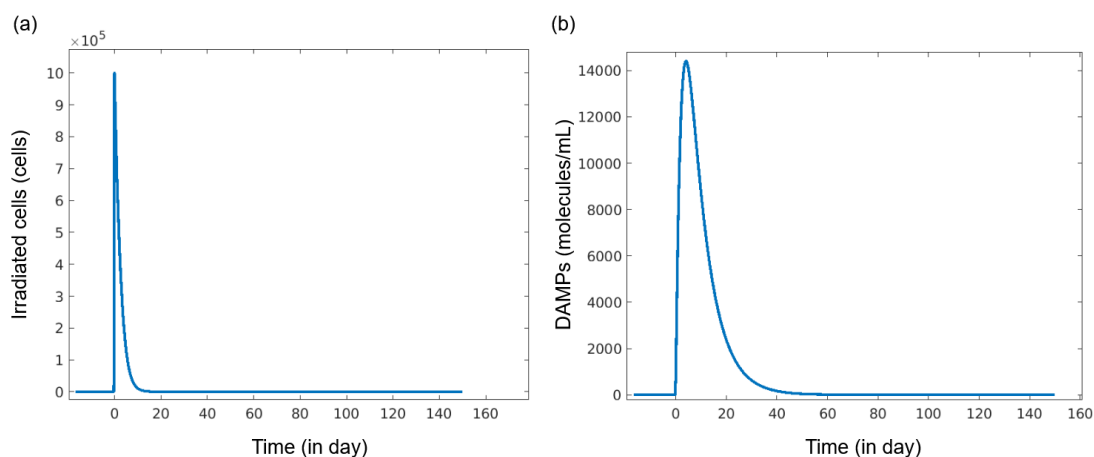 (a)
×10⁵
10
9
8
7
6
5
4
3
2
1
0
0 20 40 60 80 100 120 140 160
Irradiated cells (cells)
Time (in day)
(b)
14000
12000
10000
8000
6000
4000
2000
0
0 20 40 60 80 100 120 140 160
DAMPs (molecules/mL)
Time (in day)